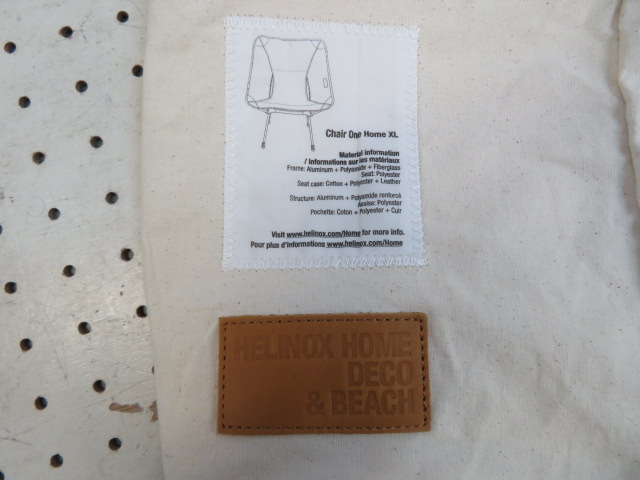 Chair One Home XL
Material information
/ Informations sur les matériaux
Frame: Aluminum + Polyamide + Fiberglass
Seat: Polyester
Seat case: Cotton + Polyester + Leather
Structure: Aluminum + Polyamide renforcé
Assise: Polyester
Pochette: Coton + Polyester + Cuir
Visit www.helinox.com/Home for more info.
Pour plus d'informations www.helinox.com/Home
HELINOX HOME
DECO
& BEACH